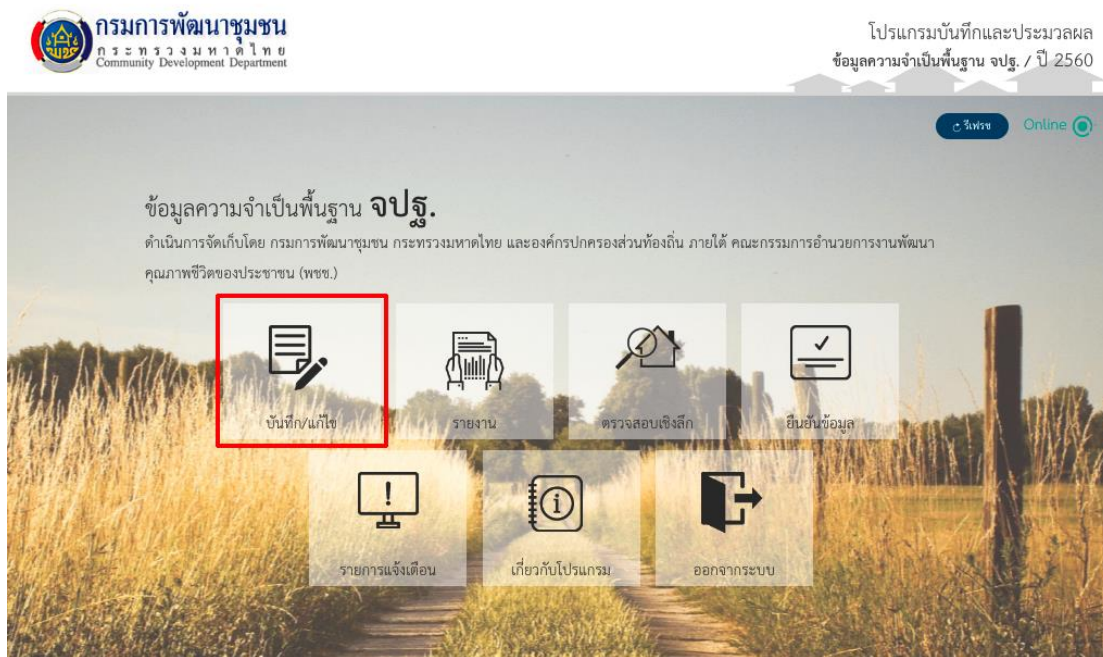 กรมการพัฒนาชุมชน
กระทรวงมหาดไทย
Community Development Department
โปรแกรมบันทึกและประมวลผล
ข้อมูลความจำเป็นพื้นฐาน จปฐ. / ปี 2560
รีเฟรช
Online
ข้อมูลความจำเป็นพื้นฐาน จปฐ.
ดำเนินการจัดเก็บโดย กรมการพัฒนาชุมชน กระทรวงมหาดไทย และองค์กรปกครองส่วนท้องถิ่น ภายใต้ คณะกรรมการอำนวยการงานพัฒนา
คุณภาพชีวิตของประชาชน (พชช.)
บันทึก/แก้ไข
รายงาน
ตรวจสอบเชิงลึก
ยืนยันข้อมูล
รายการแจ้งเตือน
เกี่ยวกับโปรแกรม
ออกจากระบบ